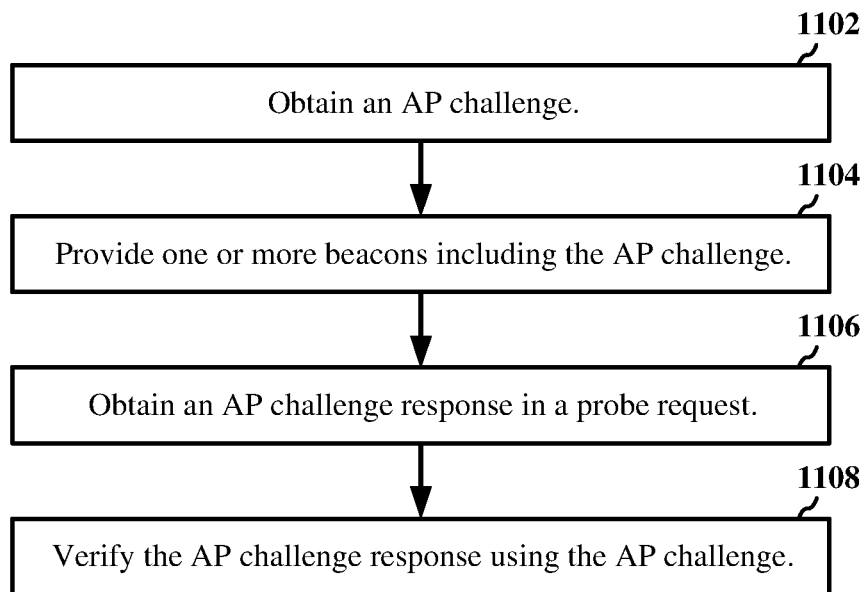 1102
Obtain an AP challenge.
1104
Provide one or more beacons including the AP challenge.
1106
Obtain an AP challenge response in a probe request.
1108
Verify the AP challenge response using the AP challenge.